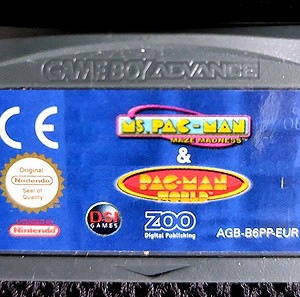 GAME BOY ADVANCE
CE
MS. PAC-MAN
MAZE MADNESS™
&
PAC-MAN
WORLD
Original
Nintendo
Seal of
Quality
Nintendo
DSI
GAMES
ZOO
Digital Publishing
AGB-B6PP-EUR